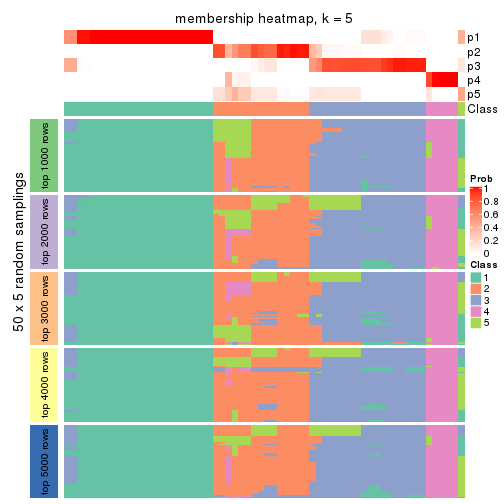 membership heatmap, k = 5
p1
p2
p3
p4
p5
Class
50 x 5 random samplings
top 1000 rows
top 2000 rows
top 3000 rows
top 4000 rows
top 5000 rows
Prob
1
0.8
0.6
0.4
0.2
0
Class
1
2
3
4
5